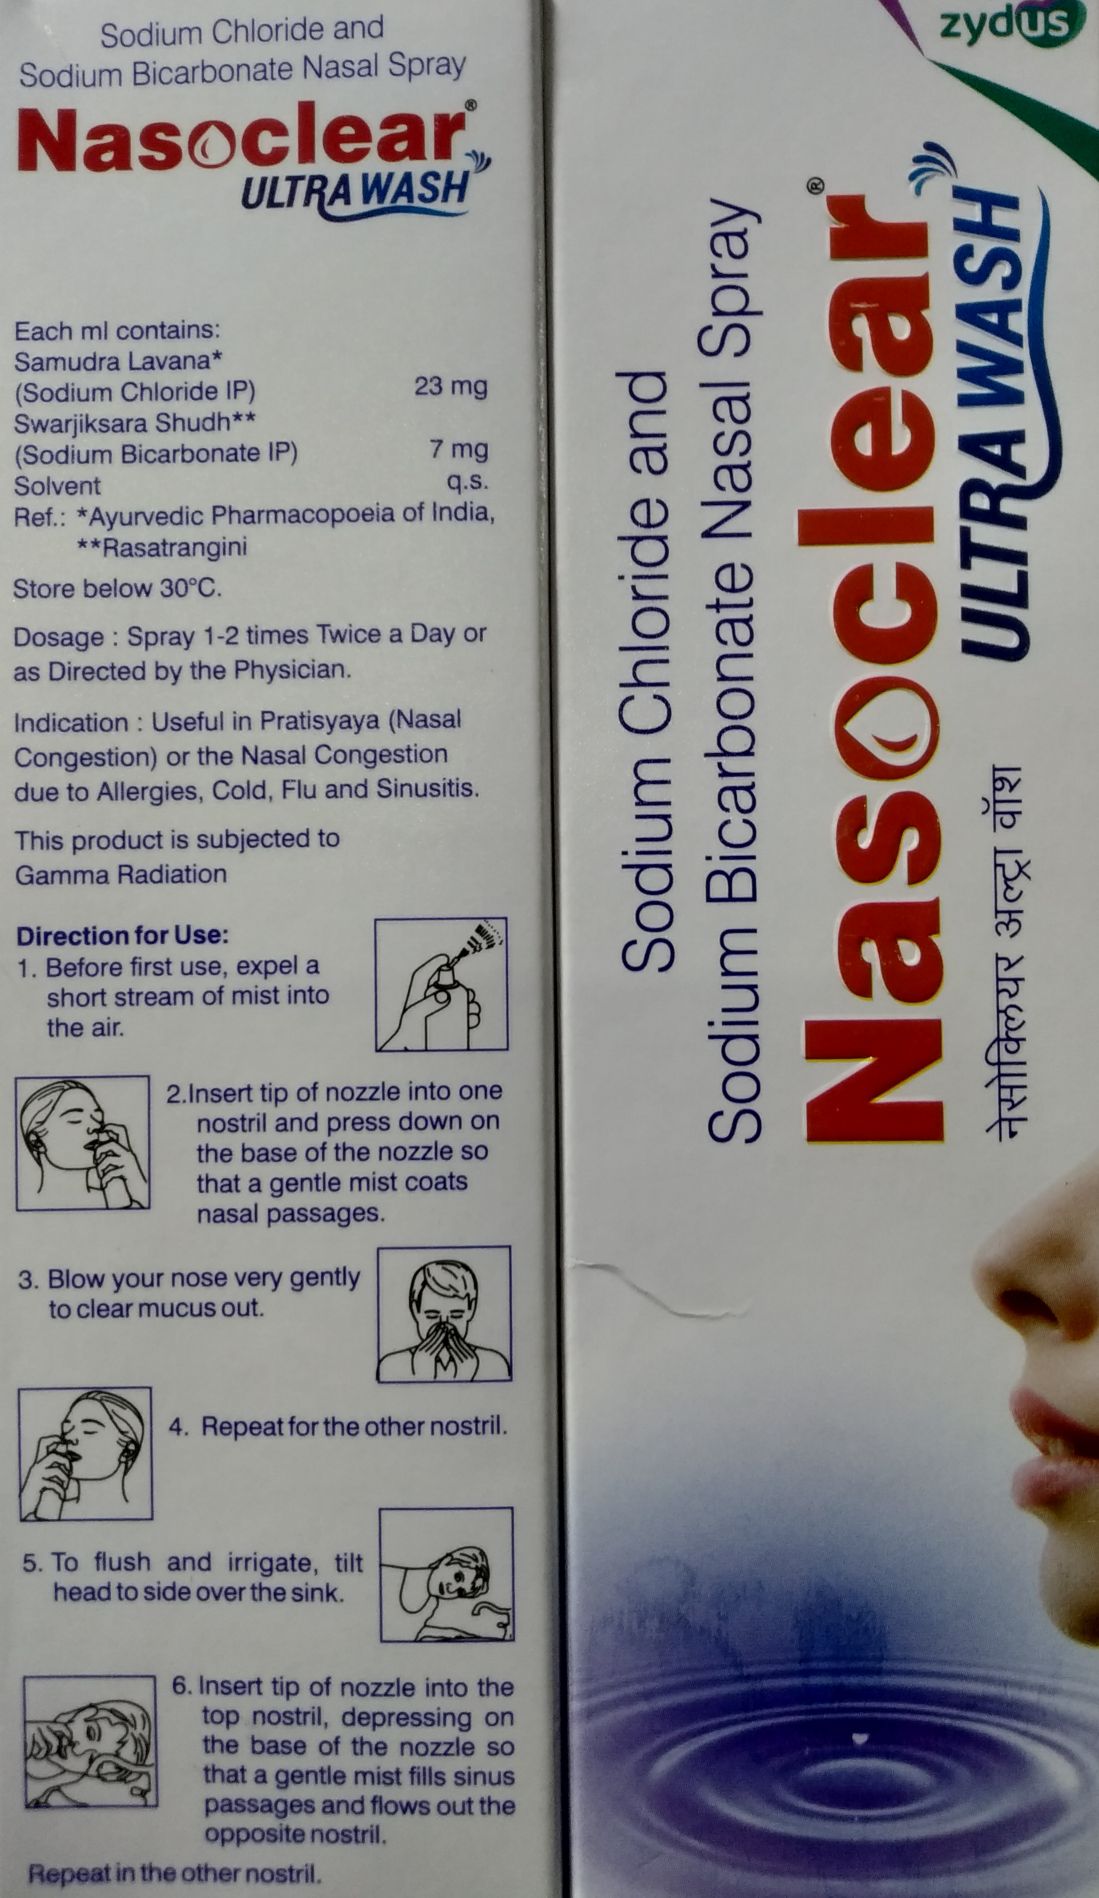 Sodium Chloride and
Sodium Bicarbonate Nasal Spray
Nasoclear®
ULTRA WASH
Each ml contains:
Samudra Lavana*
(Sodium Chloride IP) 23 mg
Swarjiksara Shudh**
(Sodium Bicarbonate IP) 7 mg
Solvent q.s.
Ref.: *Ayurvedic Pharmacopoeia of India,
**Rasatrangini
Store below 30°C.
Dosage : Spray 1-2 times Twice a Day or
as Directed by the Physician.
Indication : Useful in Pratisyaya (Nasal
Congestion) or the Nasal Congestion
due to Allergies, Cold, Flu and Sinusitis.
This product is subjected to
Gamma Radiation
Direction for Use:
1. Before first use, expel a
short stream of mist into
the air.
2.Insert tip of nozzle into one
nostril and press down on
the base of the nozzle so
that a gentle mist coats
nasal passages.
3. Blow your nose very gently
to clear mucus out.
4. Repeat for the other nostril.
5. To flush and irrigate, tilt
head to side over the sink.
6. Insert tip of nozzle into the
top nostril, depressing on
the base of the nozzle so
that a gentle mist fills sinus
passages and flows out the
opposite nostril.
Repeat in the other nostril.
zydus
Sodium Chloride and
Sodium Bicarbonate Nasal Spray
Nasoclear®
ULTRA WASH
नेसोक्लियर अल्ट्रा वॉश